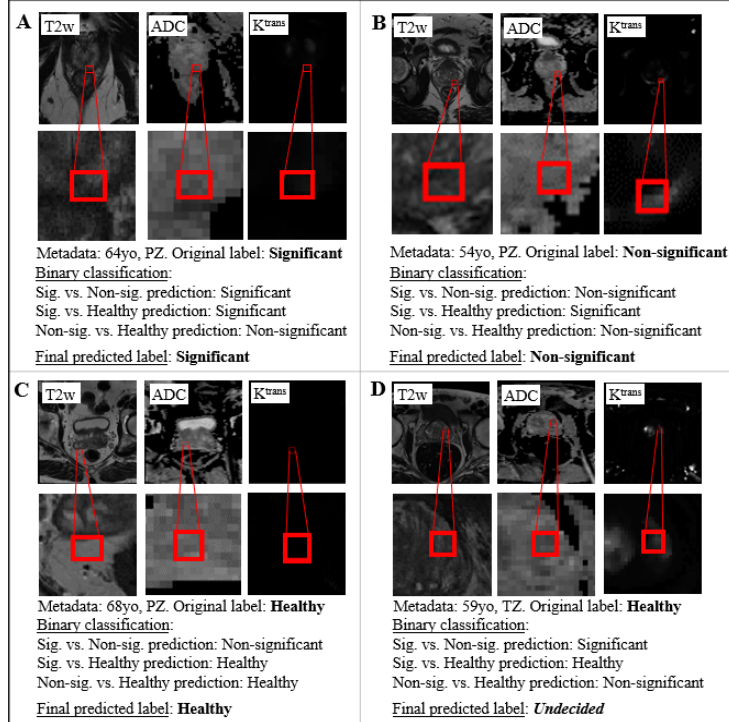 A
T2w
ADC
Kᵗʳᵃⁿˢ
Metadata: 64yo, PZ. Original label: Significant
Binary classification:
Sig. vs. Non-sig. prediction: Significant
Sig. vs. Healthy prediction: Significant
Non-sig. vs. Healthy prediction: Non-significant
Final predicted label: Significant
B
T2w
ADC
Kᵗʳᵃⁿˢ
Metadata: 54yo, PZ. Original label: Non-significant
Binary classification:
Sig. vs. Non-sig. prediction: Non-significant
Sig. vs. Healthy prediction: Significant
Non-sig. vs. Healthy prediction: Non-significant
Final predicted label: Non-significant
C
T2w
ADC
Kᵗʳᵃⁿˢ
Metadata: 68yo, PZ. Original label: Healthy
Binary classification:
Sig. vs. Non-sig. prediction: Non-significant
Sig. vs. Healthy prediction: Healthy
Non-sig. vs. Healthy prediction: Healthy
Final predicted label: Healthy
D
T2w
ADC
Kᵗʳᵃⁿˢ
Metadata: 59yo, TZ. Original label: Healthy
Binary classification:
Sig. vs. Non-sig. prediction: Significant
Sig. vs. Healthy prediction: Healthy
Non-sig. vs. Healthy prediction: Non-significant
Final predicted label: Undecided